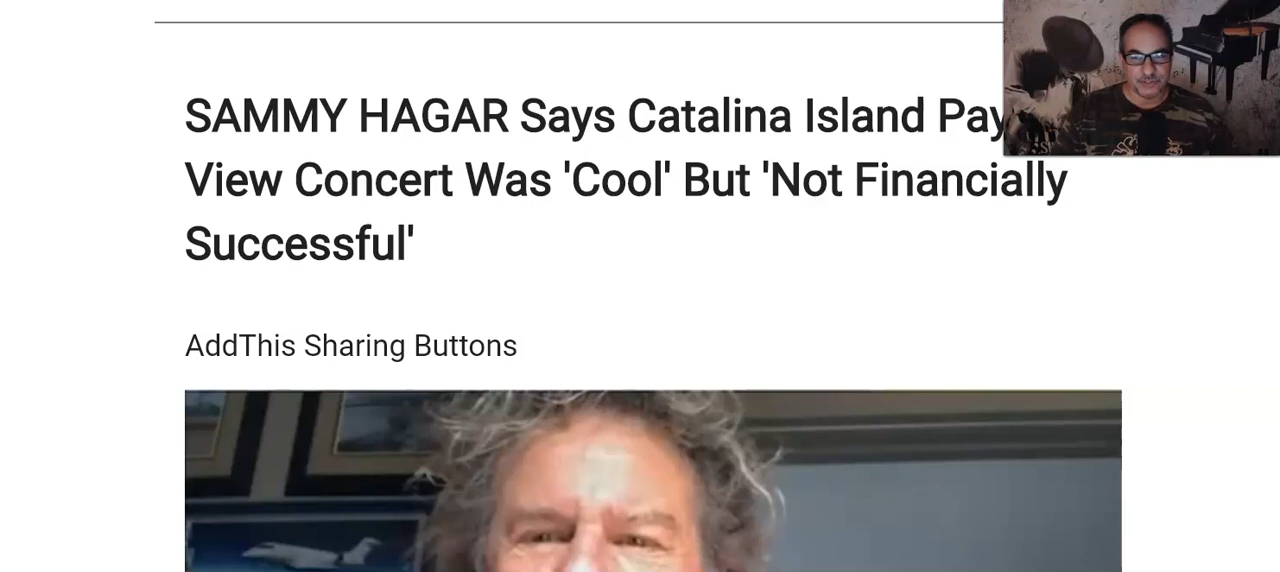 SAMMY HAGAR Says Catalina Island Pay
View Concert Was 'Cool' But 'Not Financially
Successful'
AddThis Sharing Buttons